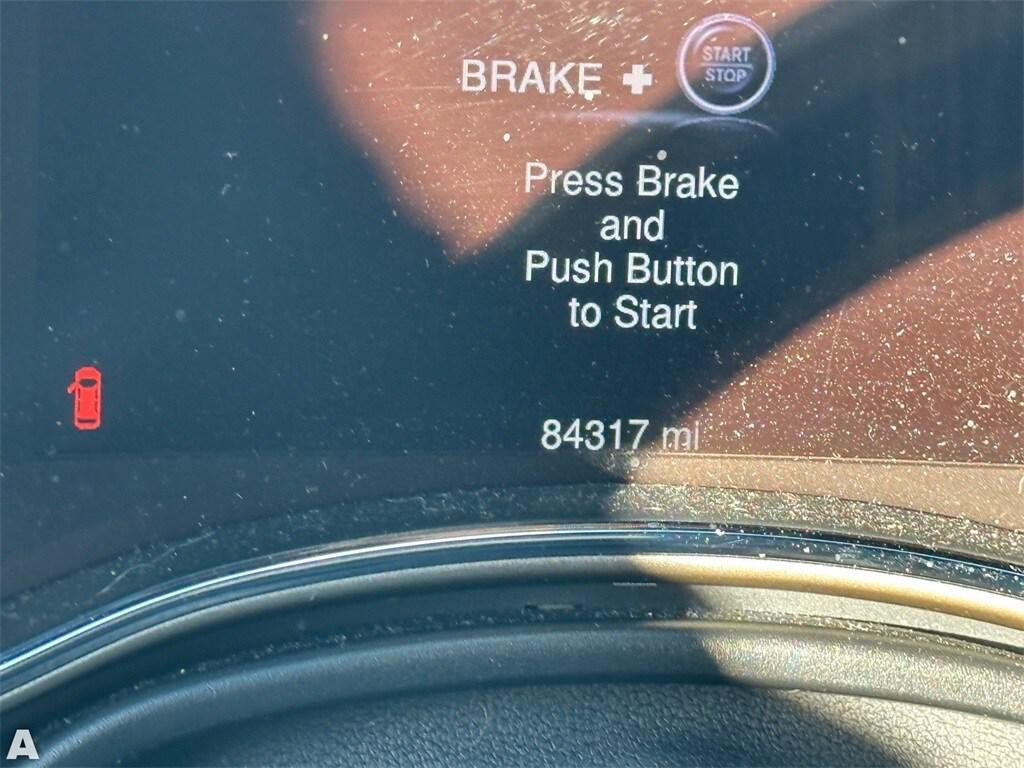 BRAKE + START
STOP
Press Brake
and
Push Button
to Start
84317 mi
A